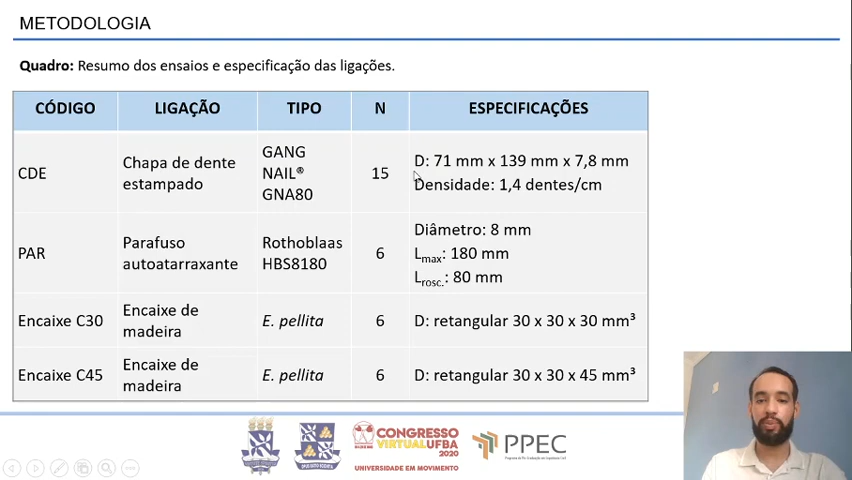 METODOLOGIA
Quadro: Resumo dos ensaios e especificação das ligações.
CÓDIGO LIGAÇÃO TIPO N ESPECIFICAÇÕES
CDE
Chapa de dente
estampado
GANG
NAIL®
GNA80
15
D: 71 mm x 139 mm x 7,8 mm
Densidade: 1,4 dentes/cm
PAR
Parafuso
autoatarraxante
Rothoblaas
HBS8180
6
Diâmetro: 8 mm
Lmax: 180 mm
Lrosc.: 80 mm
Encaixe C30
Encaixe de
madeira
E. pellita
6
D: retangular 30 x 30 x 30 mm³
Encaixe C45
Encaixe de
madeira
E. pellita
6
D: retangular 30 x 30 x 45 mm³
CONGRESSO
VIRTUAL UFBA
2020
UNIVERSIDADE EM MOVIMENTO
PPEC